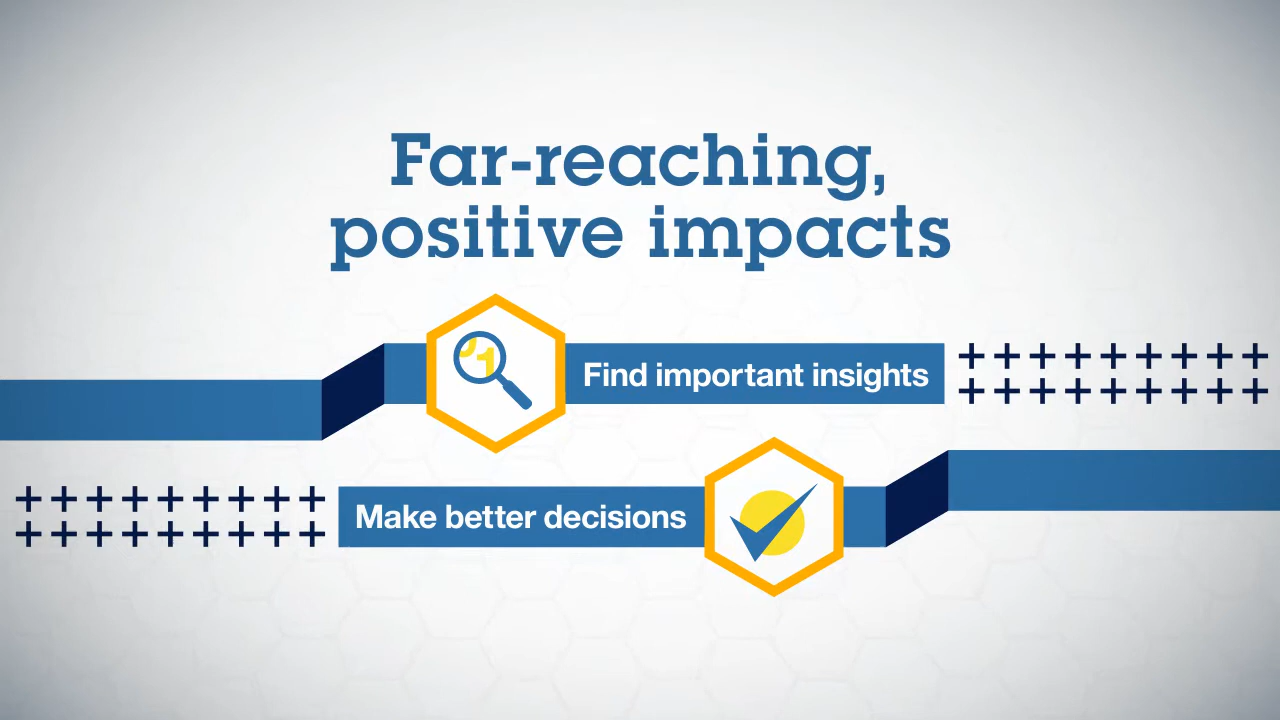 Far-reaching,
positive impacts
Find important insights
Make better decisions